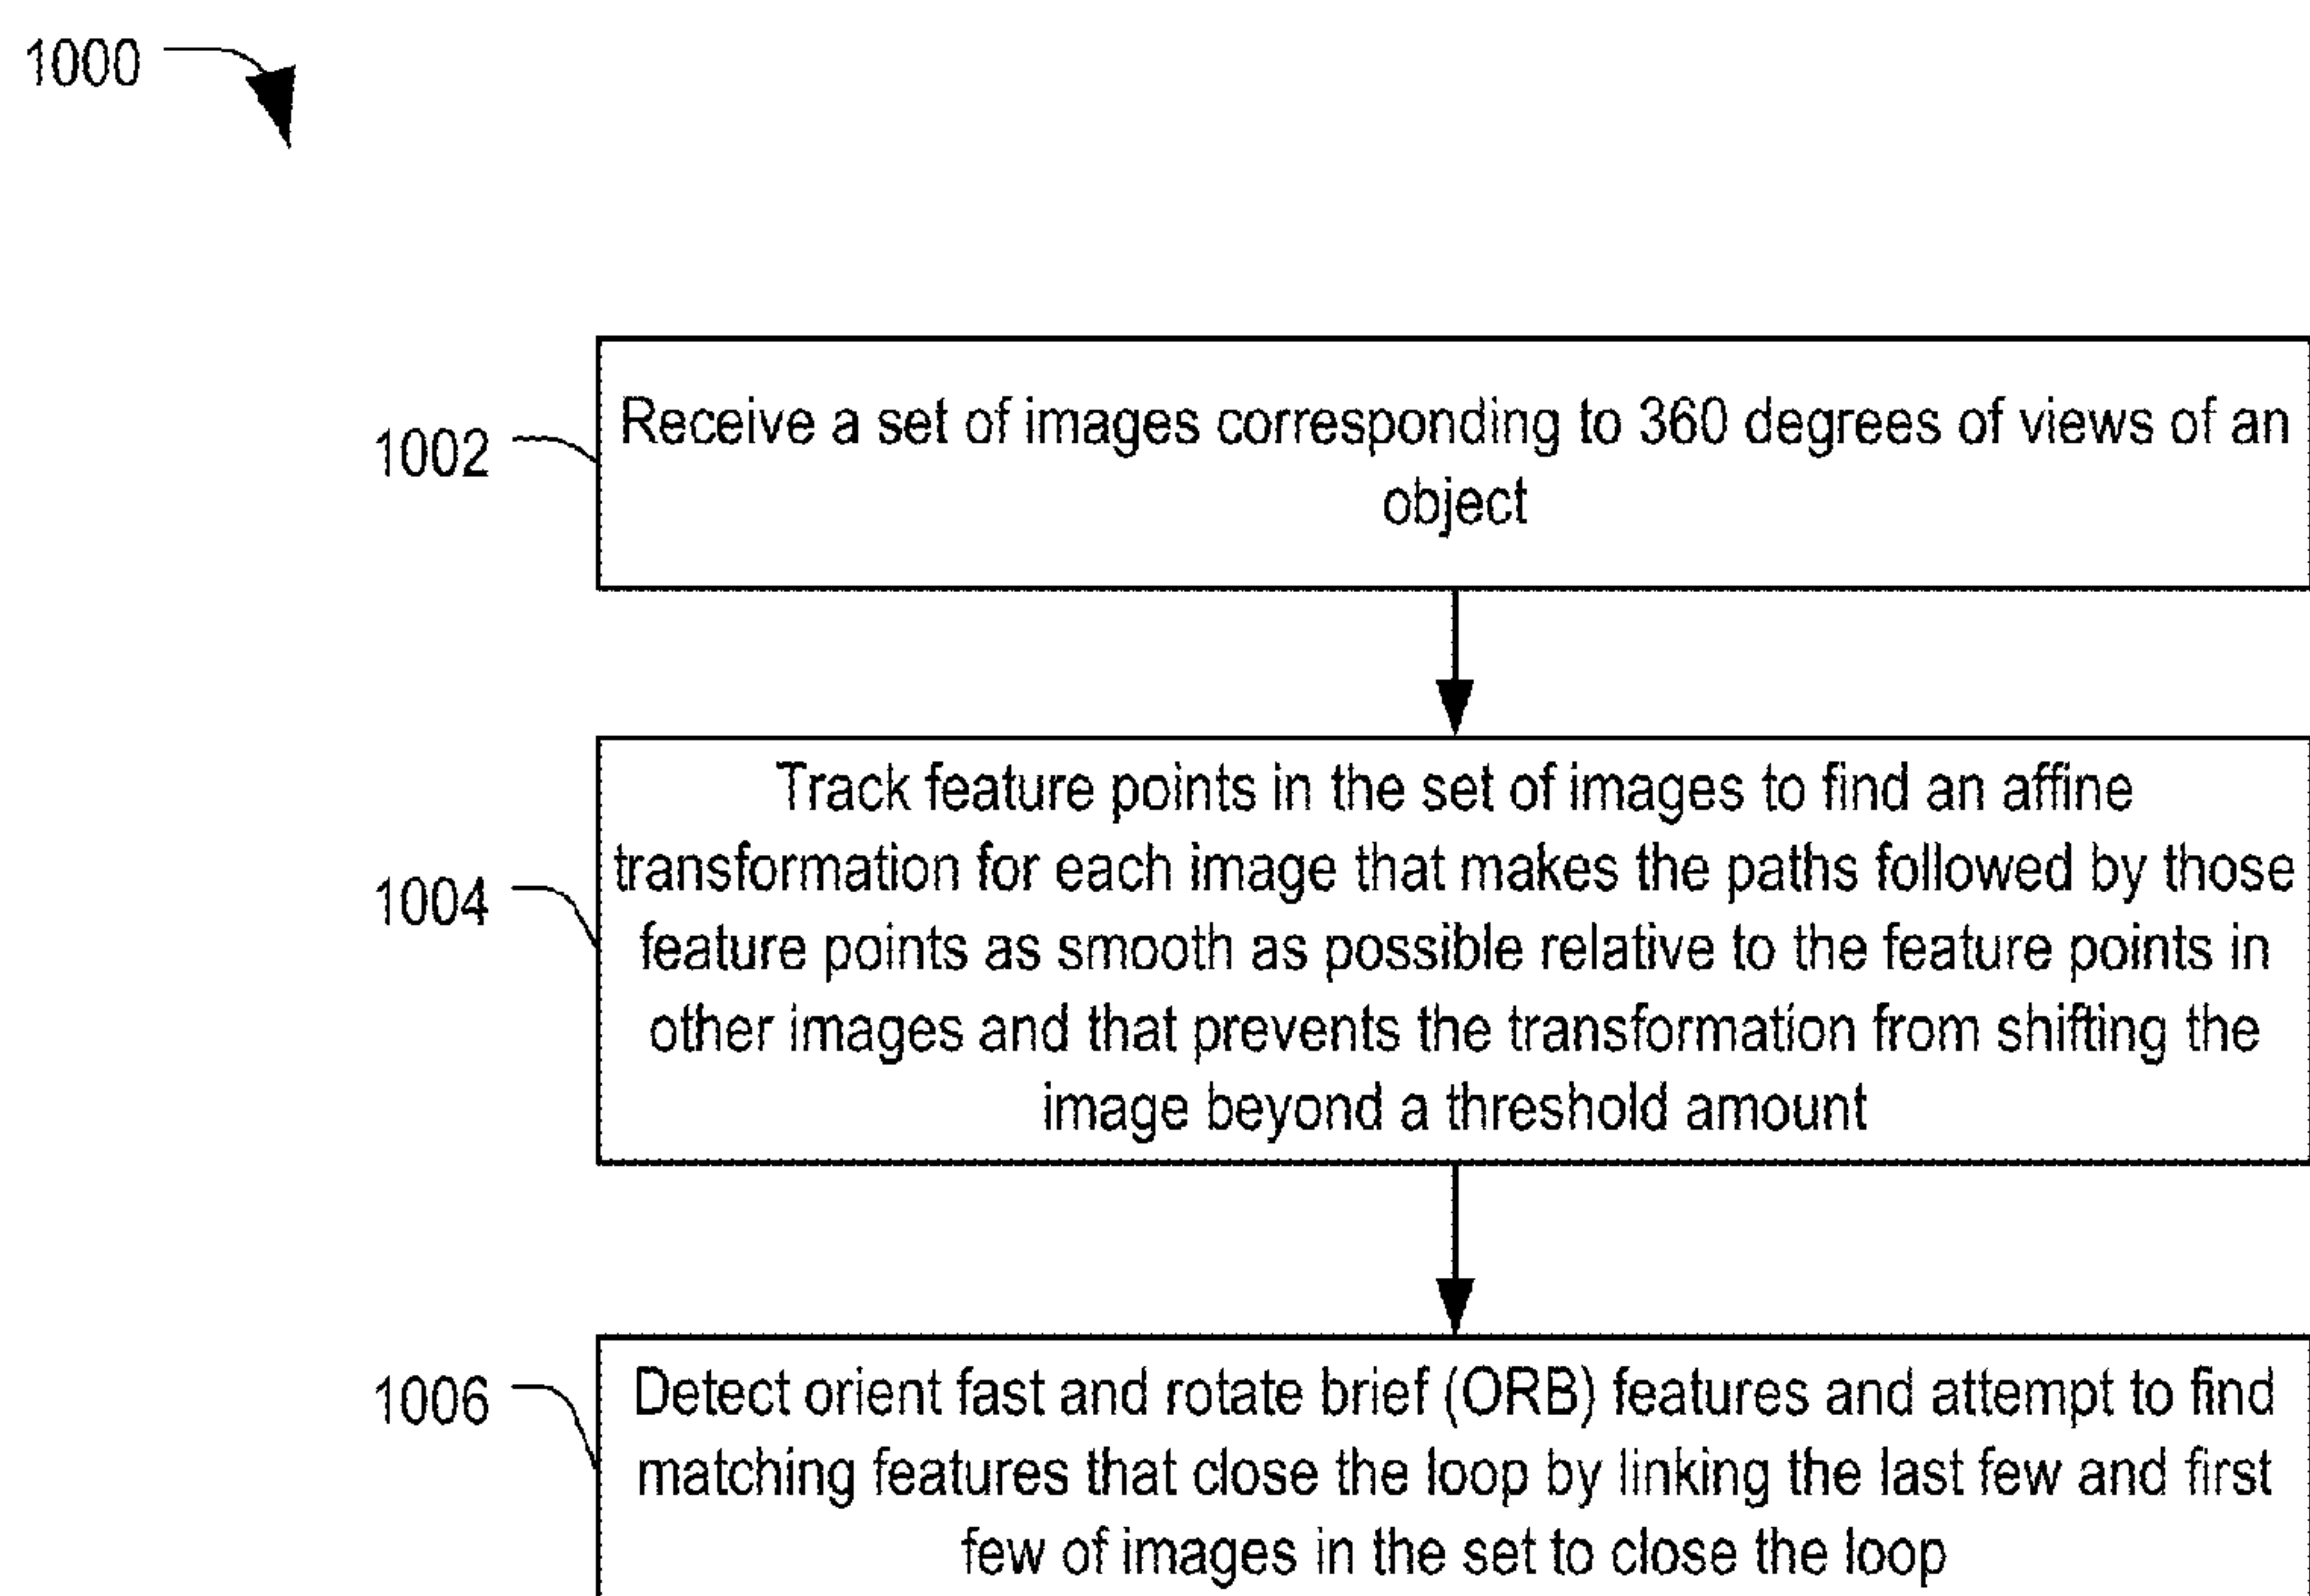 1000
1002
Receive a set of images corresponding to 360 degrees of views of an
object
1004
Track feature points in the set of images to find an affine
transformation for each image that makes the paths followed by those
feature points as smooth as possible relative to the feature points in
other images and that prevents the transformation from shifting the
image beyond a threshold amount
1006
Detect orient fast and rotate brief (ORB) features and attempt to find
matching features that close the loop by linking the last few and first
few of images in the set to close the loop